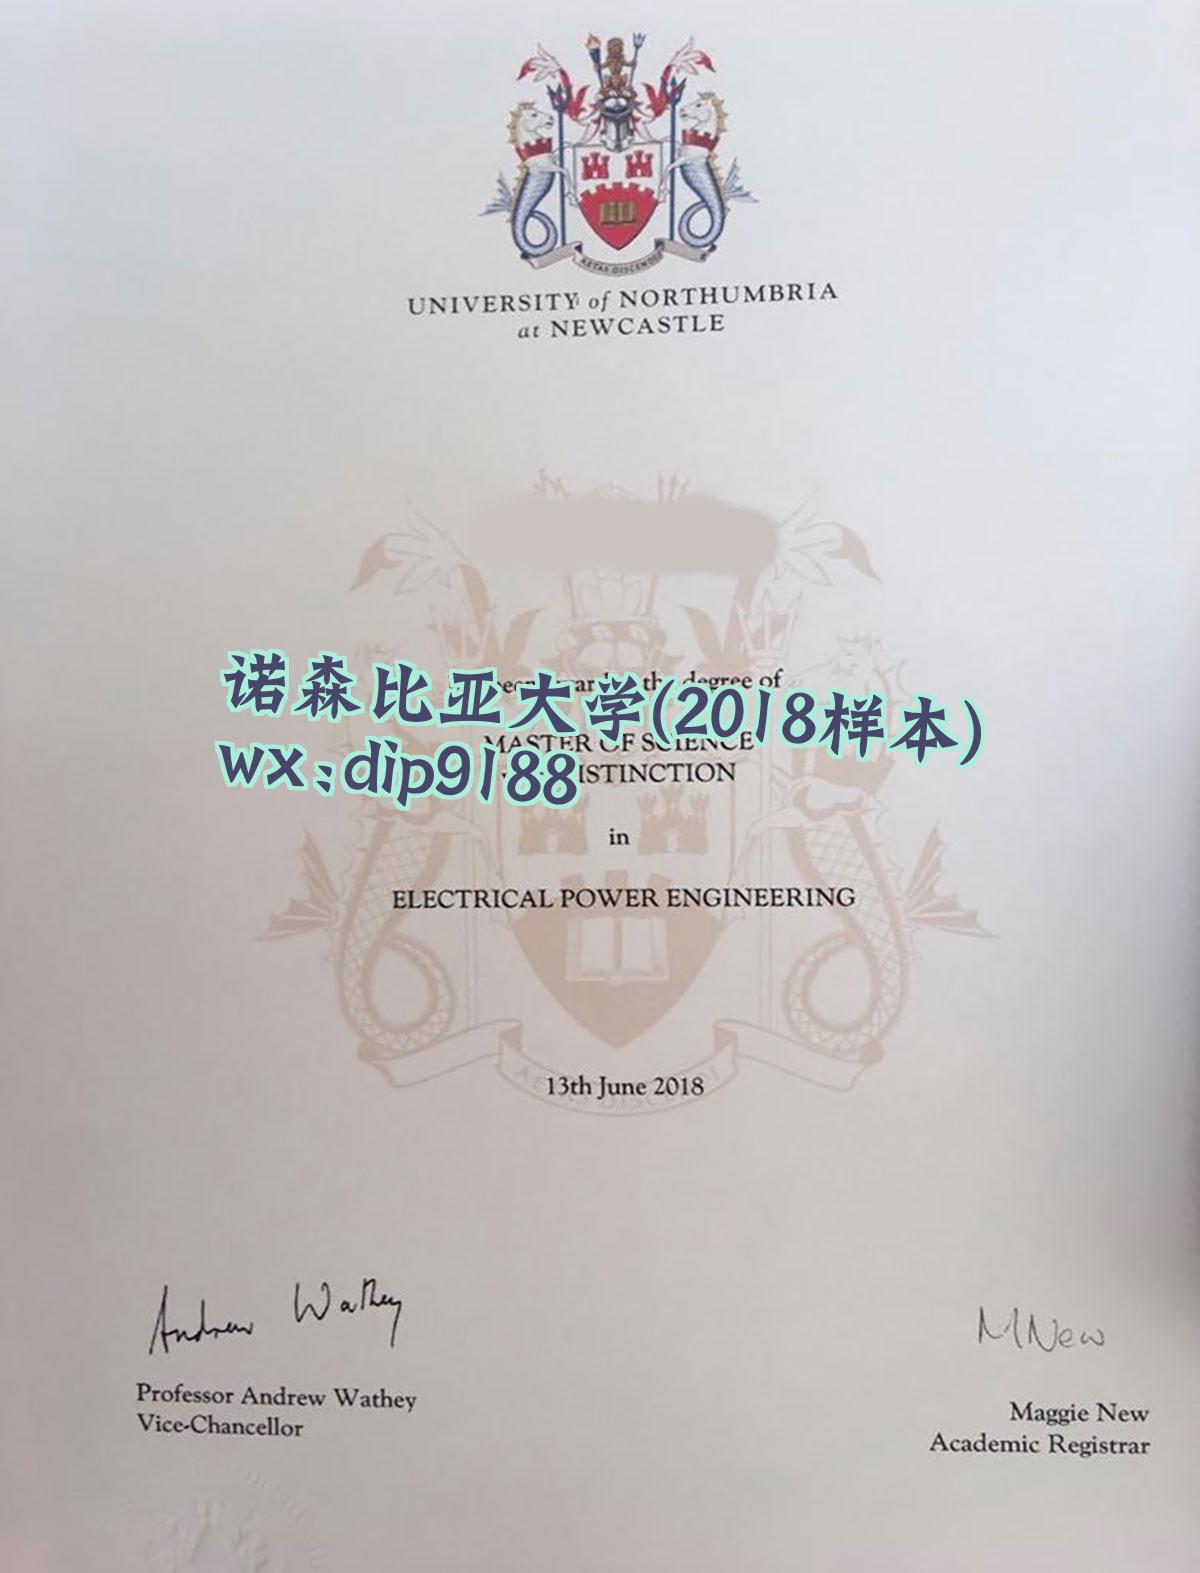 AETAS DISCENDI
UNIVERSITY of NORTHUMBRIA
at NEWCASTLE
the degree of
诺森比亚大学(2018样本)
MASTER OF SCIENCE
wx:dip9188
DISTINCTION
in
ELECTRICAL POWER ENGINEERING
13th June 2018
Andrew Wathey
MNew
Professor Andrew Wathey
Vice-Chancellor
Maggie New
Academic Registrar